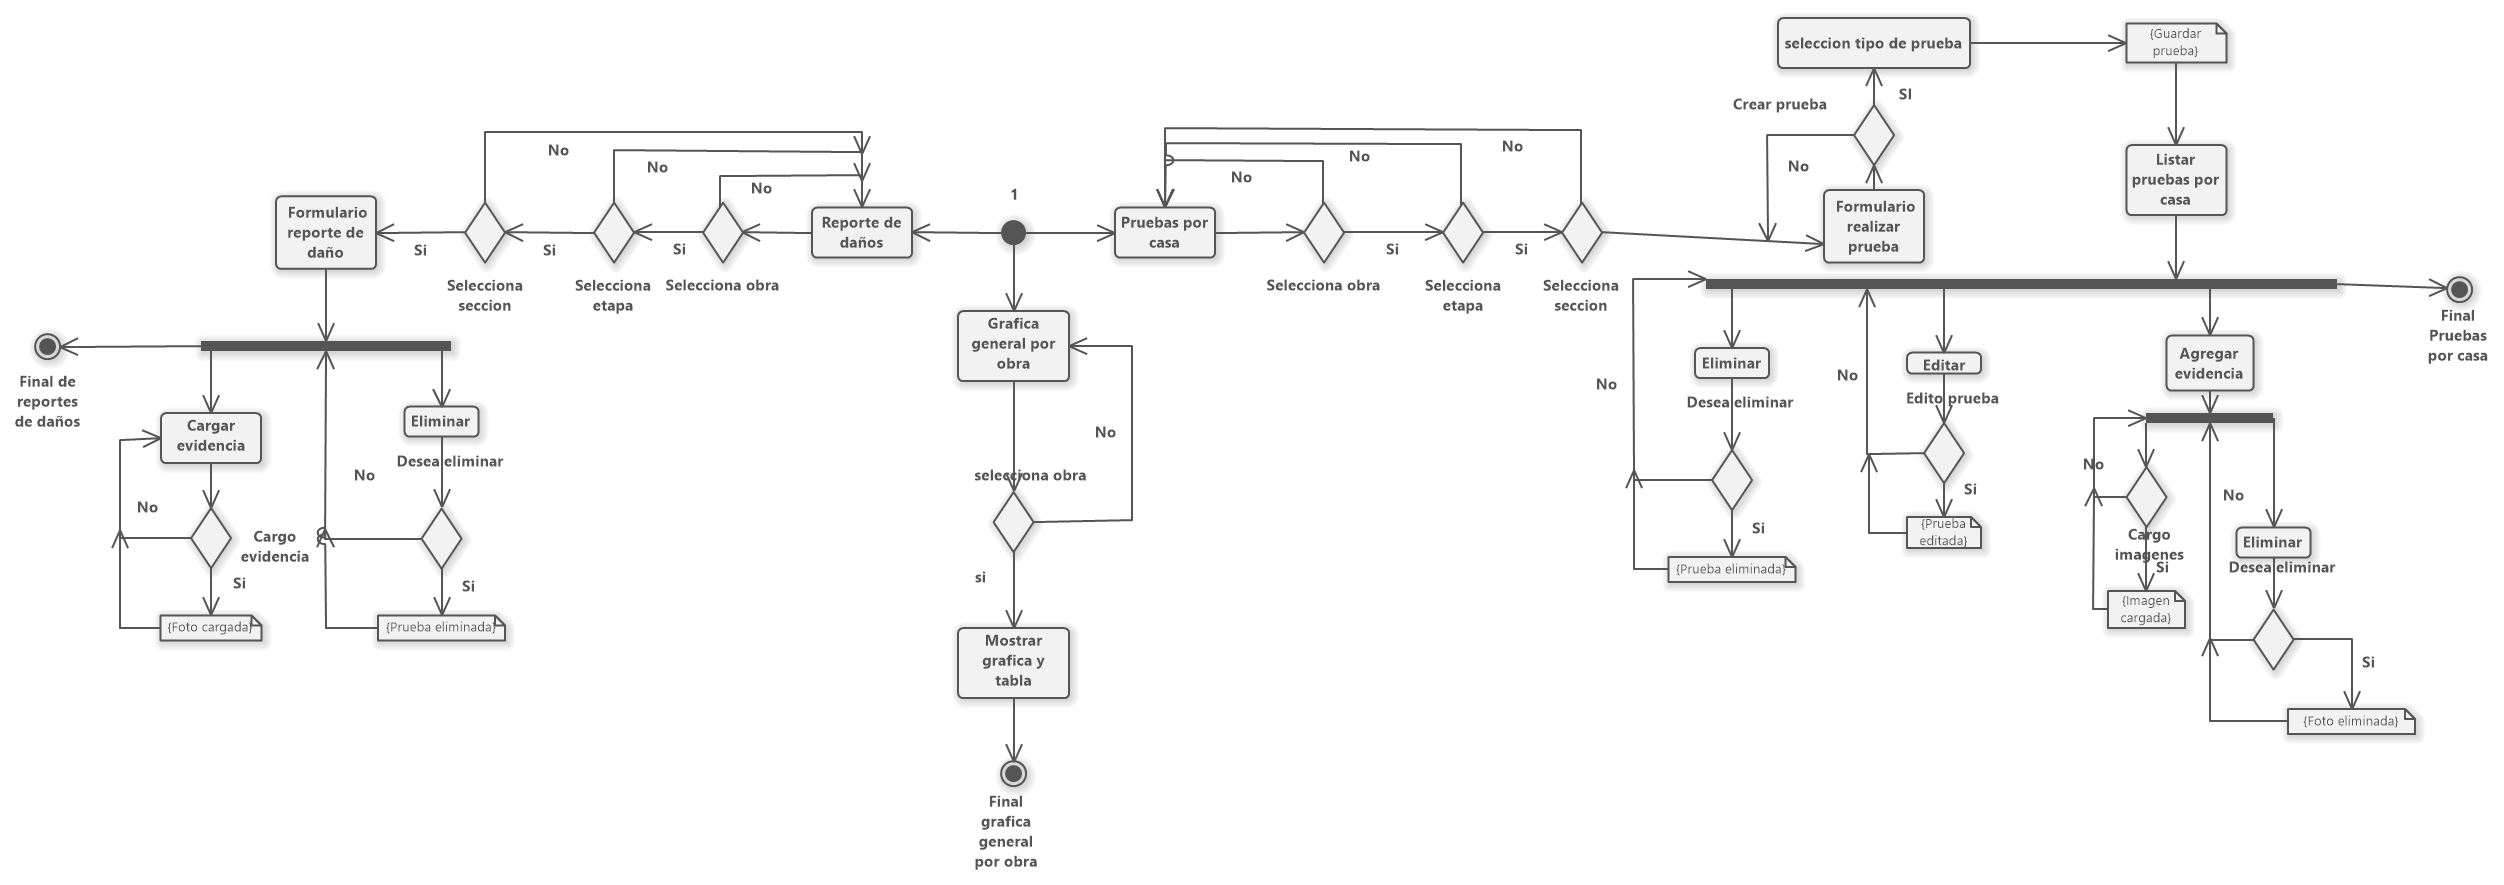 seleccion tipo de prueba
{Guardar
prueba}
Crear prueba
SI
No
Formulario
realizar
prueba
Listar
pruebas por
casa
1
Reporte de
daños
No
No
No
Si
Si
Si
Selecciona obra
Selecciona
etapa
Selecciona
seccion
Formulario
reporte de
daño
Final de
reportes
de daños
Cargar
evidencia
No
Cargo
evidencia
Si
{Foto cargada}
Eliminar
Desea eliminar
No
Si
{Prueba eliminada}
Grafica
general por
obra
No
selecciona obra
si
Mostrar
grafica y
tabla
Final
grafica
general
por obra
Pruebas por
casa
No
No
No
Si
Si
Selecciona obra
Selecciona
etapa
Selecciona
seccion
Final
Pruebas
por casa
Eliminar
Desea eliminar
No
Si
{Prueba eliminada}
Editar
Edito prueba
No
Si
{Prueba
editada}
Agregar
evidencia
No
Cargo
imagenes
Si
{Imagen
cargada}
No
Eliminar
Desea eliminar
Si
{Foto eliminada}